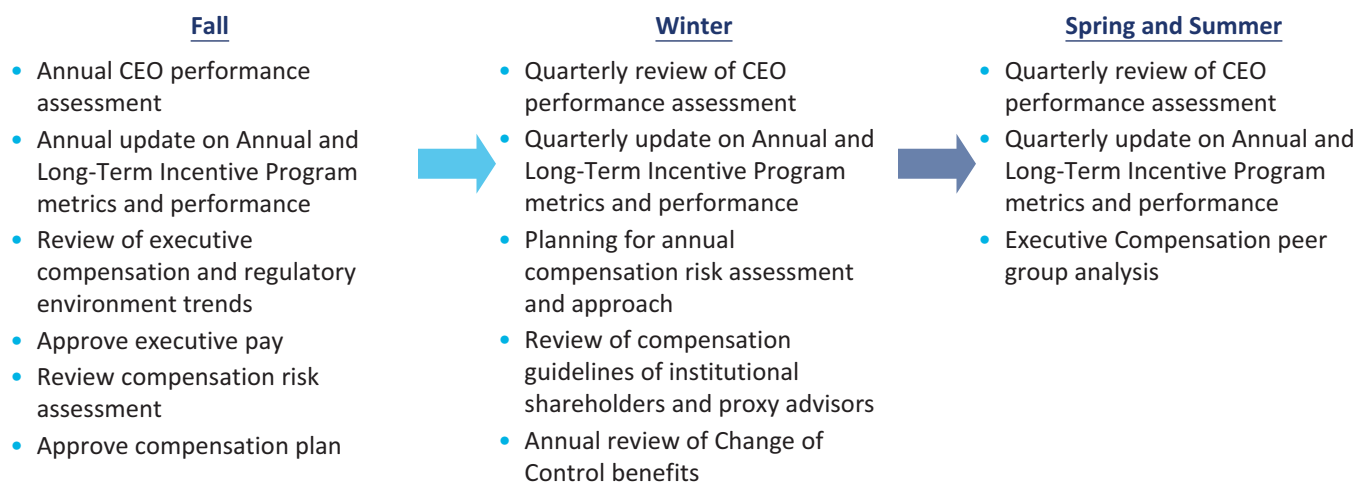 Fall
• Annual CEO performance
assessment
• Annual update on Annual and
Long-Term Incentive Program
metrics and performance
• Review of executive
compensation and regulatory
environment trends
• Approve executive pay
• Review compensation risk
assessment
• Approve compensation plan
Winter
• Quarterly review of CEO
performance assessment
• Quarterly update on Annual and
Long-Term Incentive Program
metrics and performance
• Planning for annual
compensation risk assessment
and approach
• Review of compensation
guidelines of institutional
shareholders and proxy advisors
• Annual review of Change of
Control benefits
Spring and Summer
• Quarterly review of CEO
performance assessment
• Quarterly update on Annual and
Long-Term Incentive Program
metrics and performance
• Executive Compensation peer
group analysis